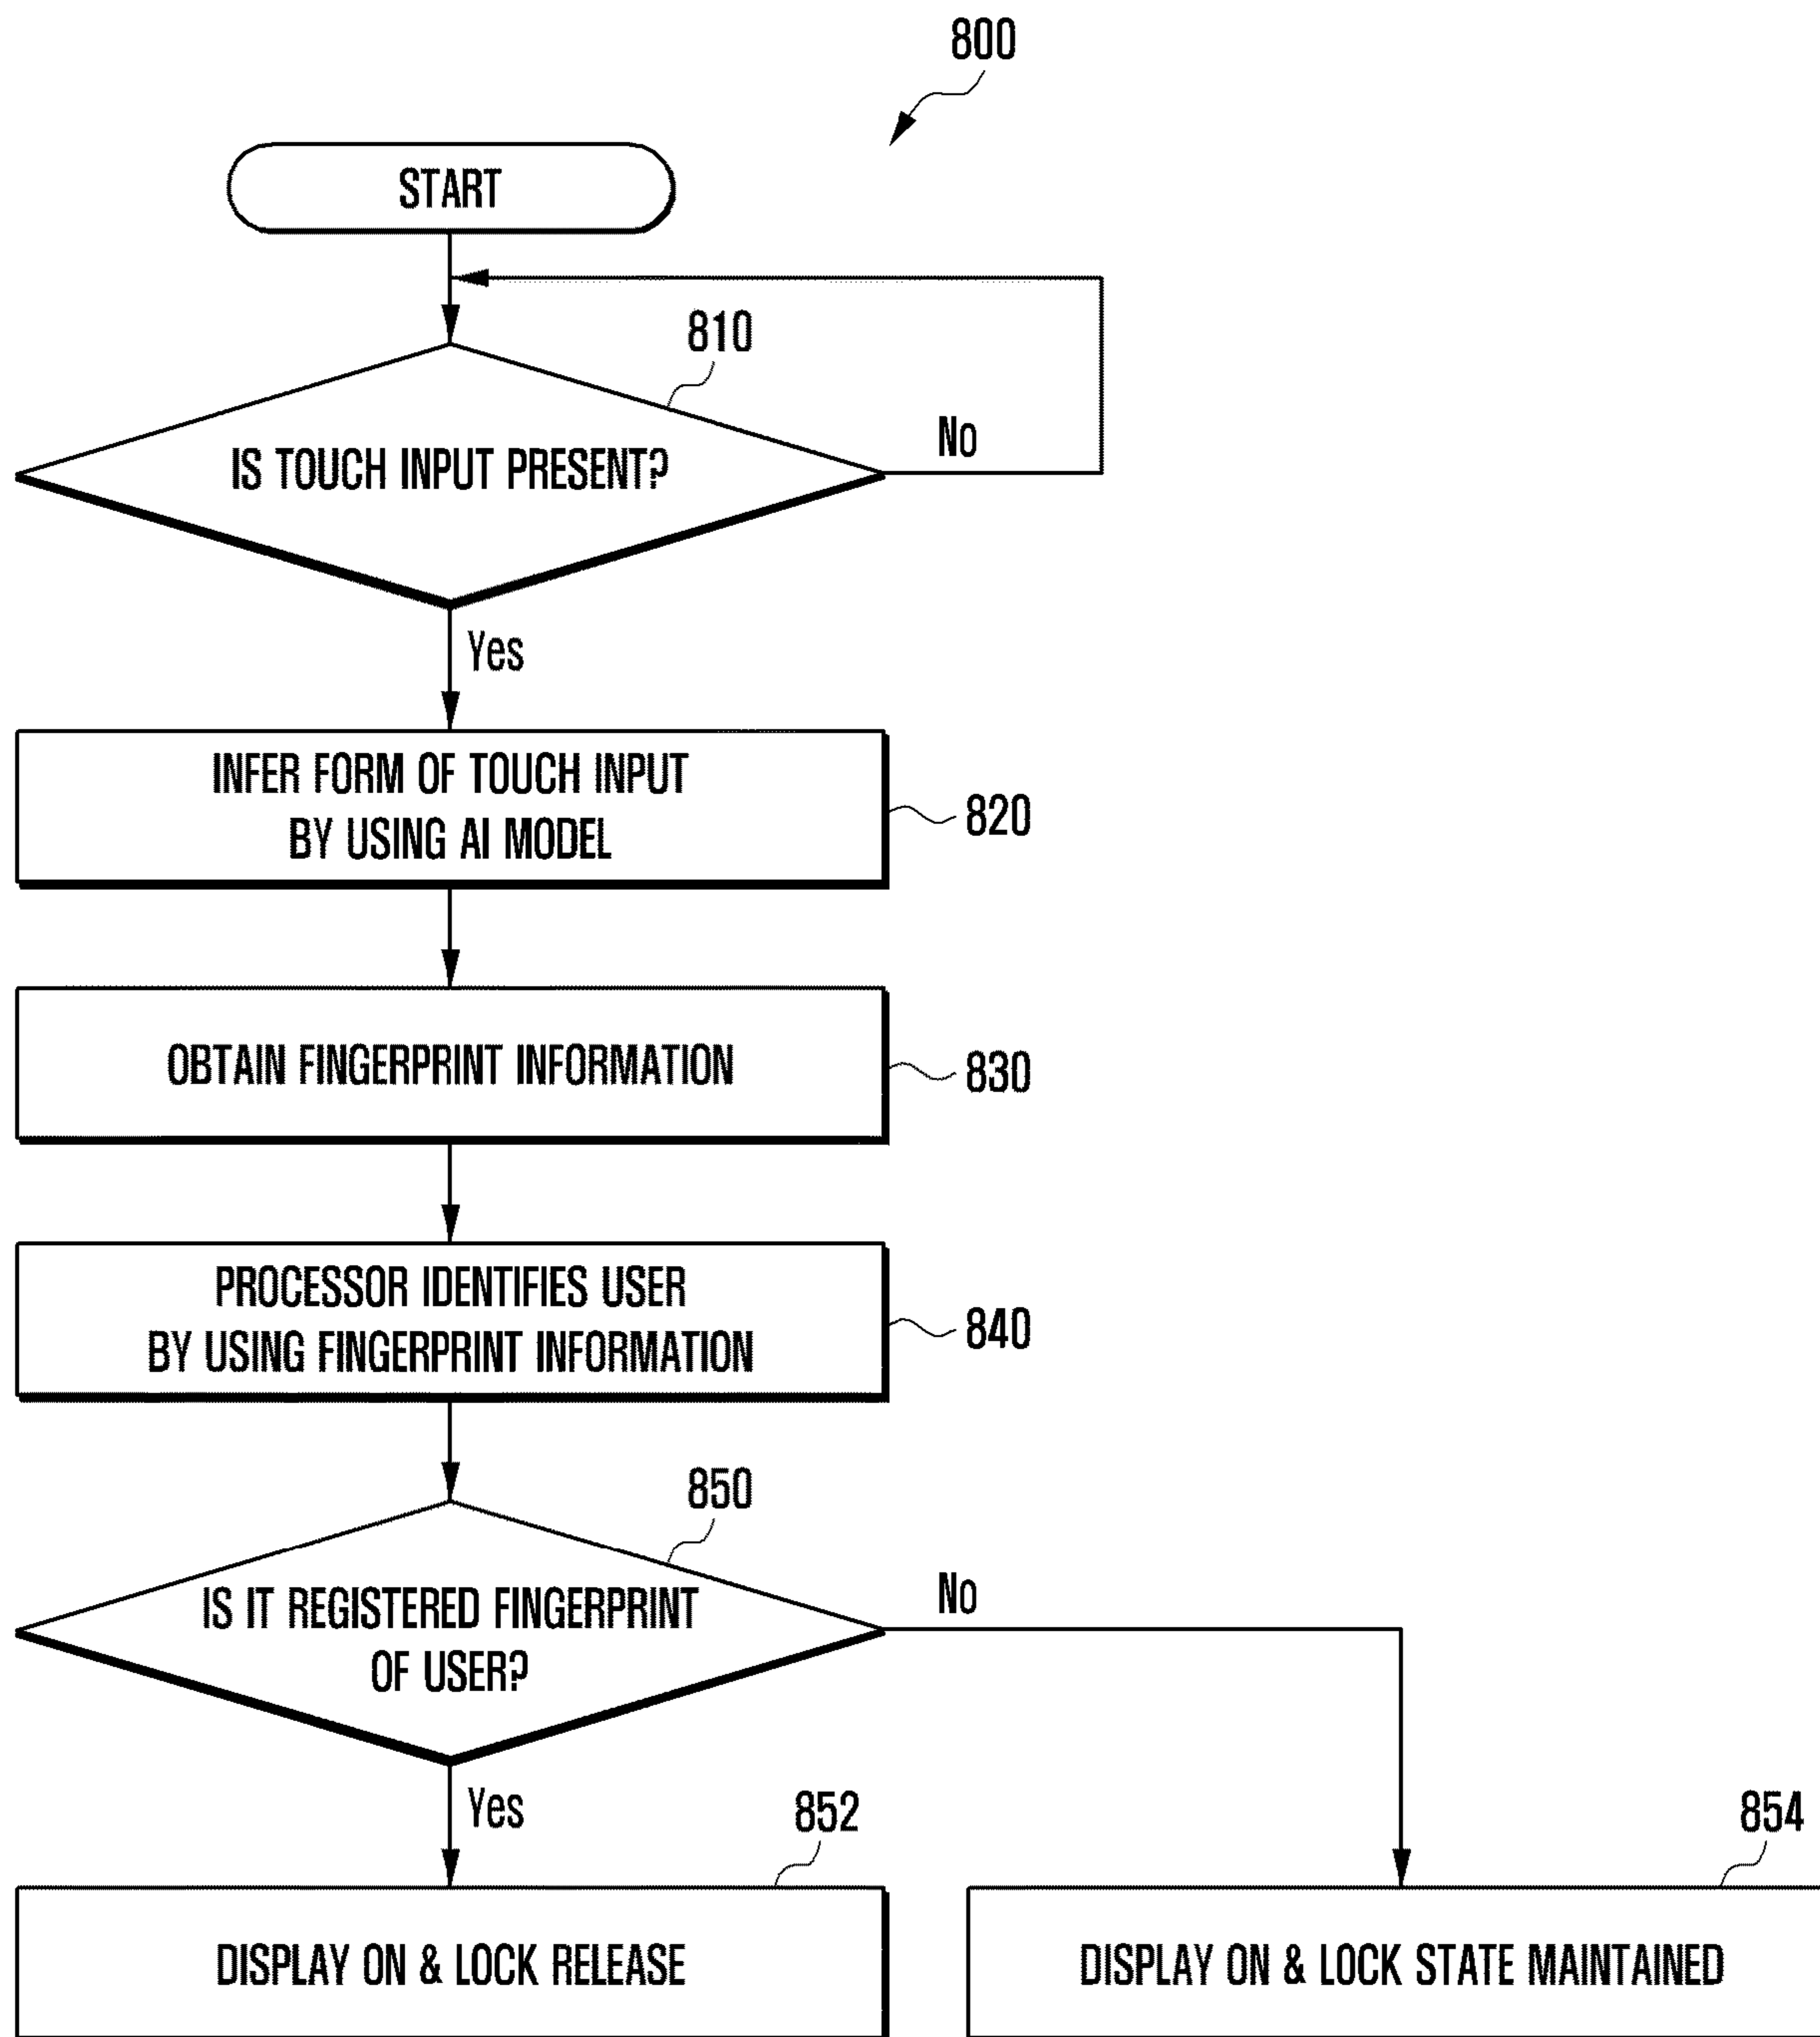 800
START
810
IS TOUCH INPUT PRESENT?
No
Yes
INFER FORM OF TOUCH INPUT
BY USING AI MODEL
820
OBTAIN FINGERPRINT INFORMATION
830
PROCESSOR IDENTIFIES USER
BY USING FINGERPRINT INFORMATION
840
850
IS IT REGISTERED FINGERPRINT
OF USER?
No
Yes
852
854
DISPLAY ON & LOCK RELEASE
DISPLAY ON & LOCK STATE MAINTAINED